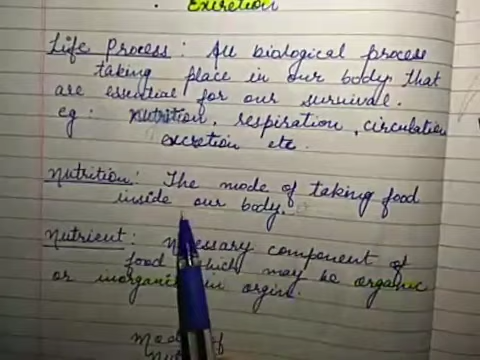 Excretion
Life Process : All biological process
taking place in our body that
are essential for our survival.
eg : nutrition, respiration, circulation
excretion etc.
Nutrition : The mode of taking food
inside our body.
Nutrient : Necessary component of
food which may be organic
or inorganic in orgin.